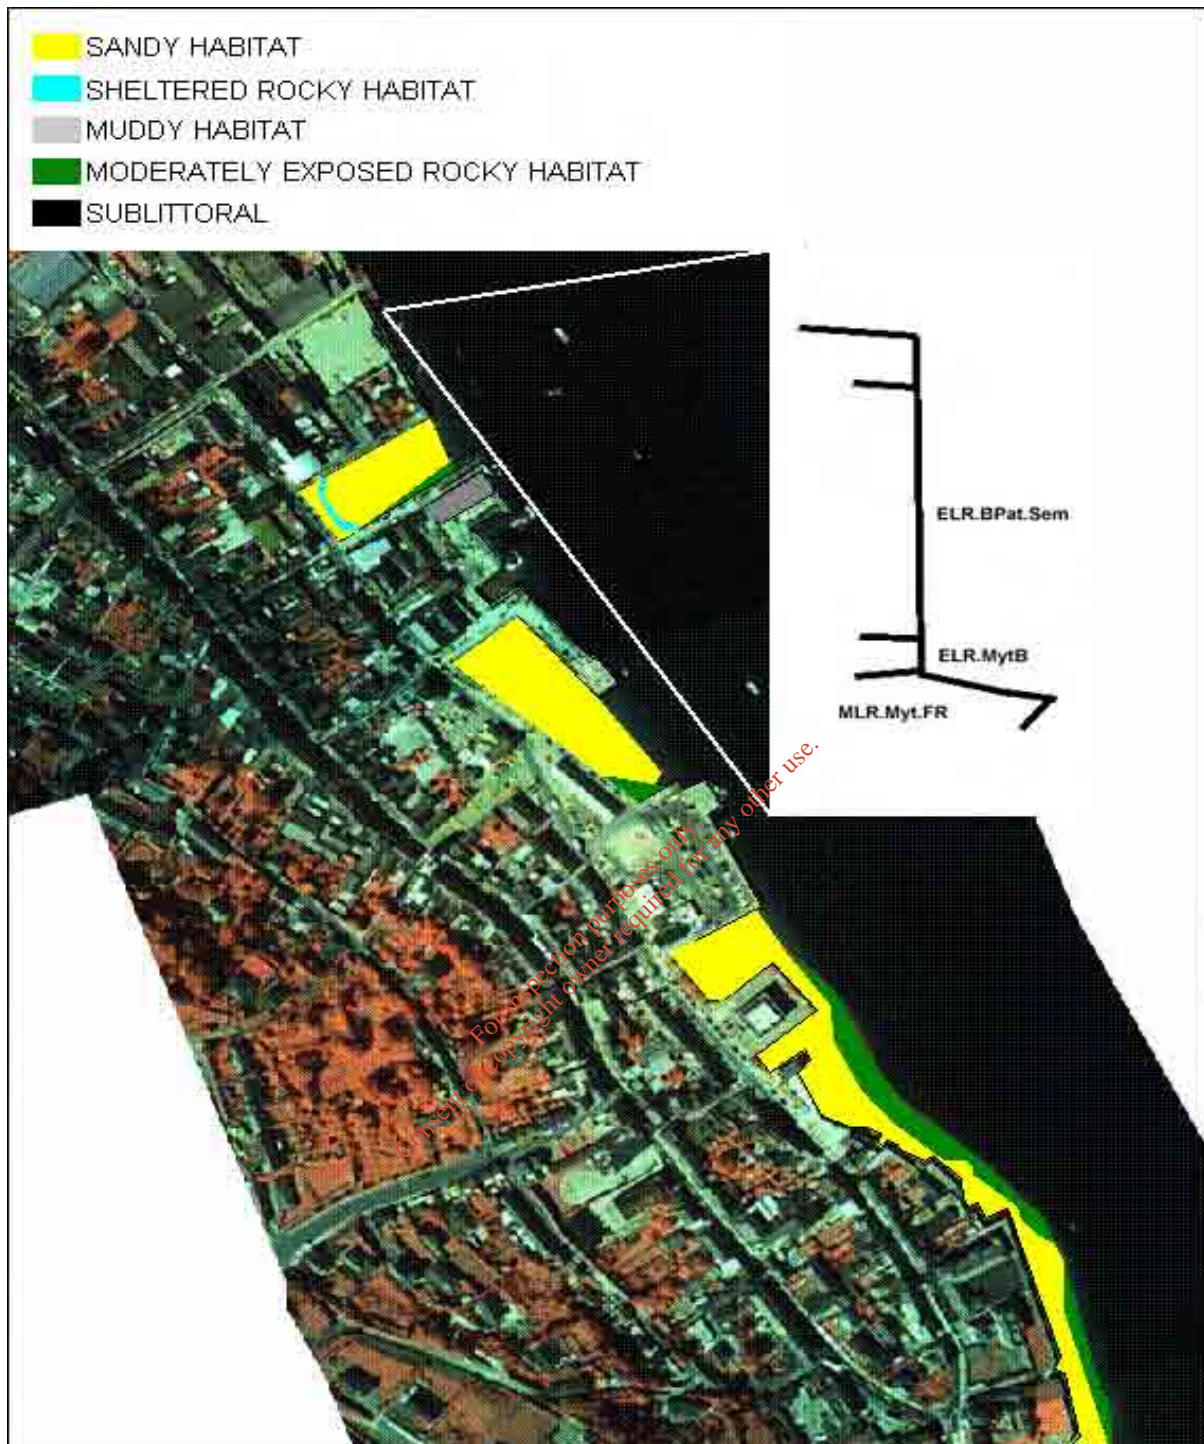 SANDY HABITAT
SHELTERED ROCKY HABITAT
MUDDY HABITAT
MODERATELY EXPOSED ROCKY HABITAT
SUBLITTORAL
ELR.BPat.Sem
ELR.MytB
MLR.Myt.FR
For inspection purposes only.
Consent of copyright owner required for any other use.